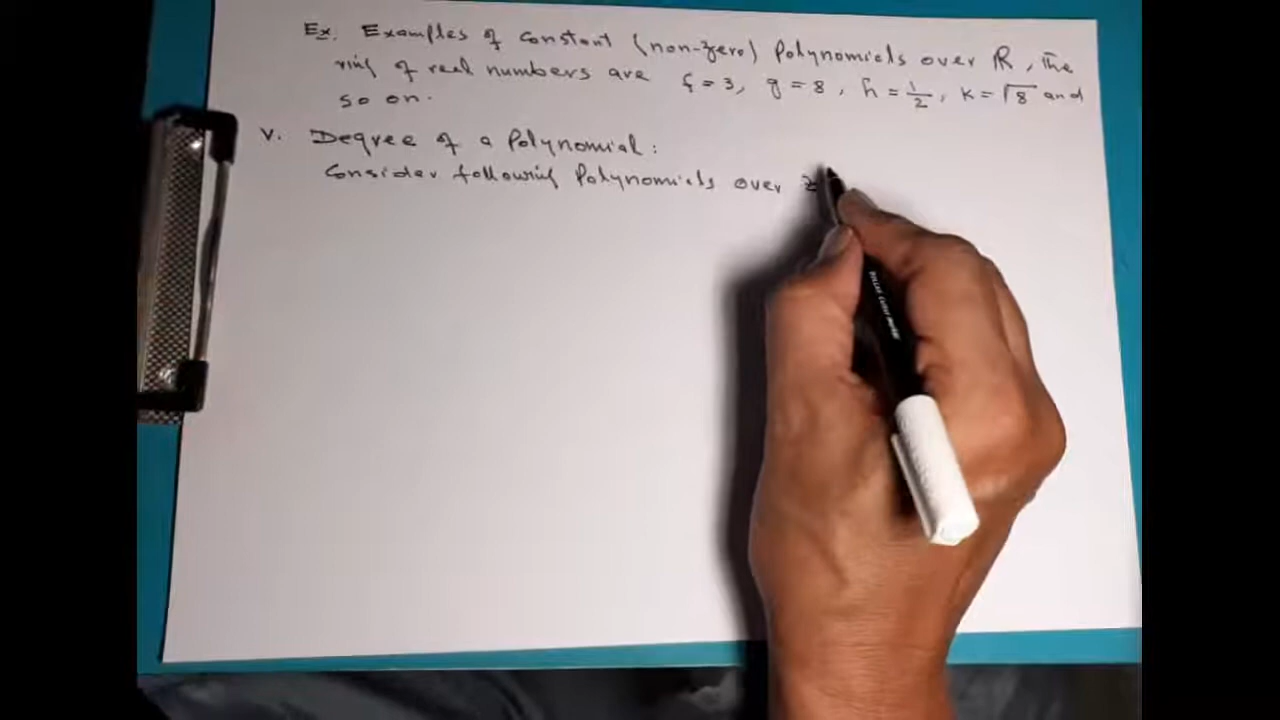 Ex. Examples of constant (non-zero) Polynomials over R, the
ring of real numbers are f = 3, g = 8, h = 1/2, k = √8 and
so on.
V. Degree of a Polynomial:
Consider following Polynomials over